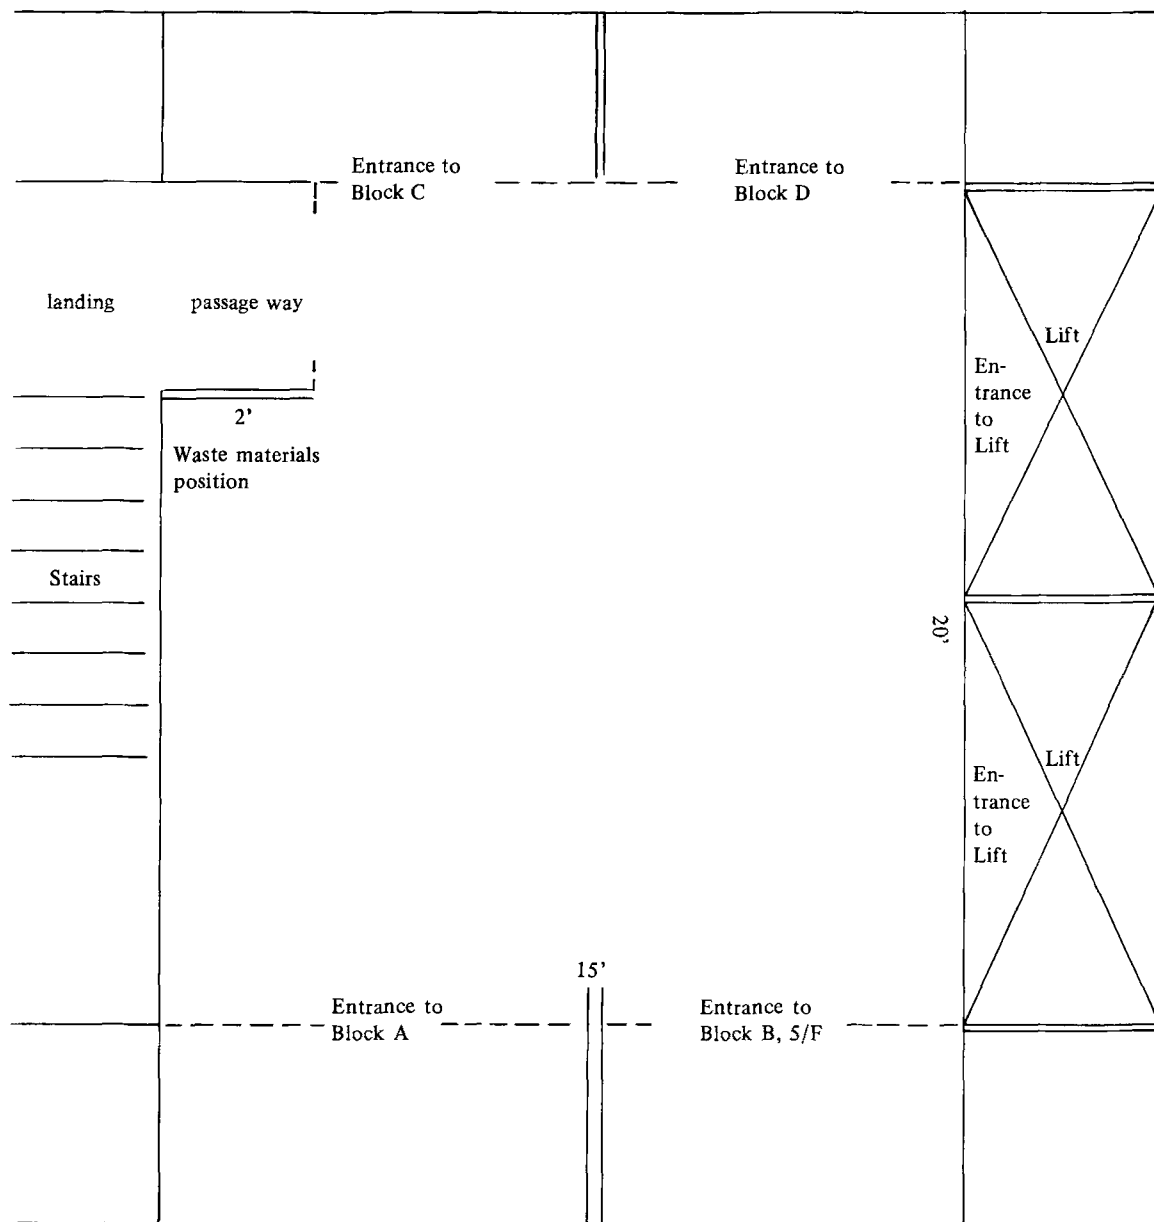 Entrance to
Block C
Entrance to
Block D
landing
passage way
Lift
En-
trance
to
Lift
2'
Waste materials
position
Stairs
20'
Lift
En-
trance
to
Lift
15'
Entrance to
Block A
Entrance to
Block B, 5/F